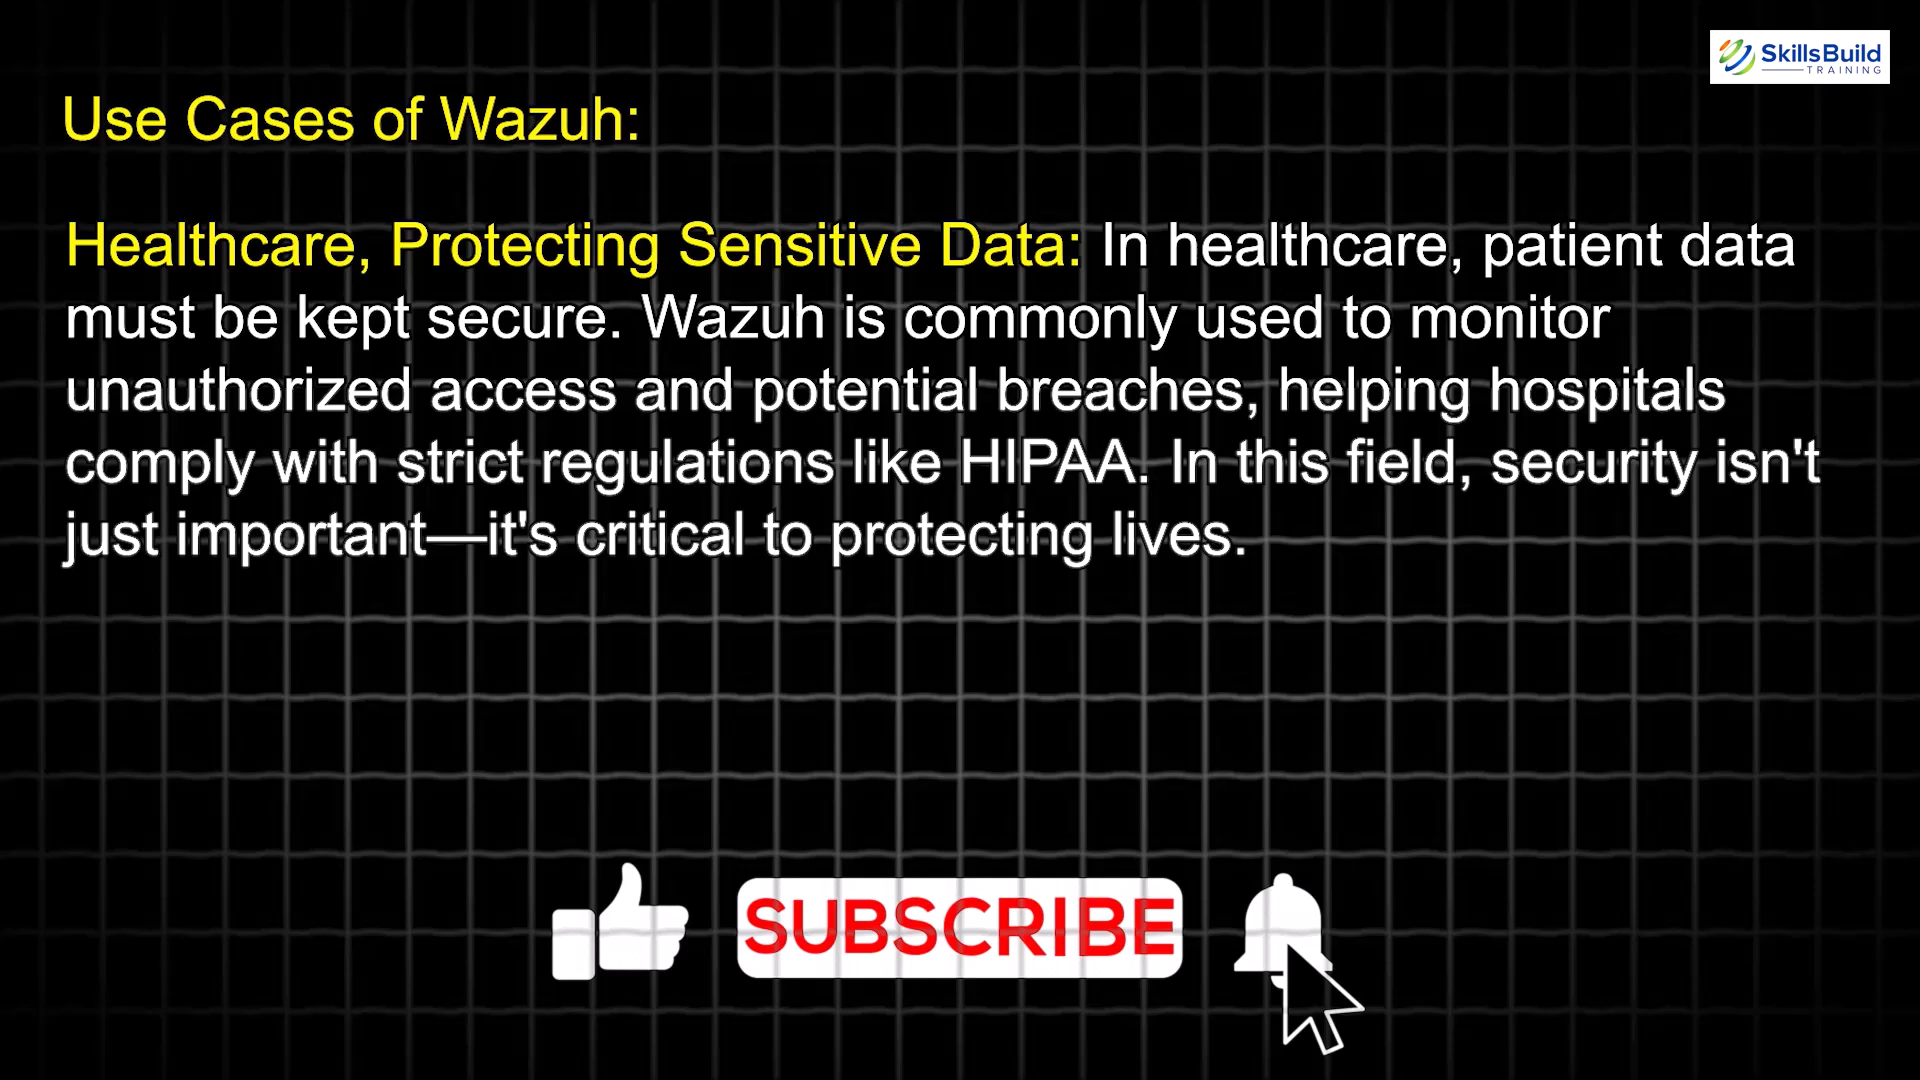 SkillsBuild
TRAINING
Use Cases of Wazuh:
Healthcare, Protecting Sensitive Data: In healthcare, patient data
must be kept secure. Wazuh is commonly used to monitor
unauthorized access and potential breaches, helping hospitals
comply with strict regulations like HIPAA. In this field, security isn't
just important—it's critical to protecting lives.
SUBSCRIBE